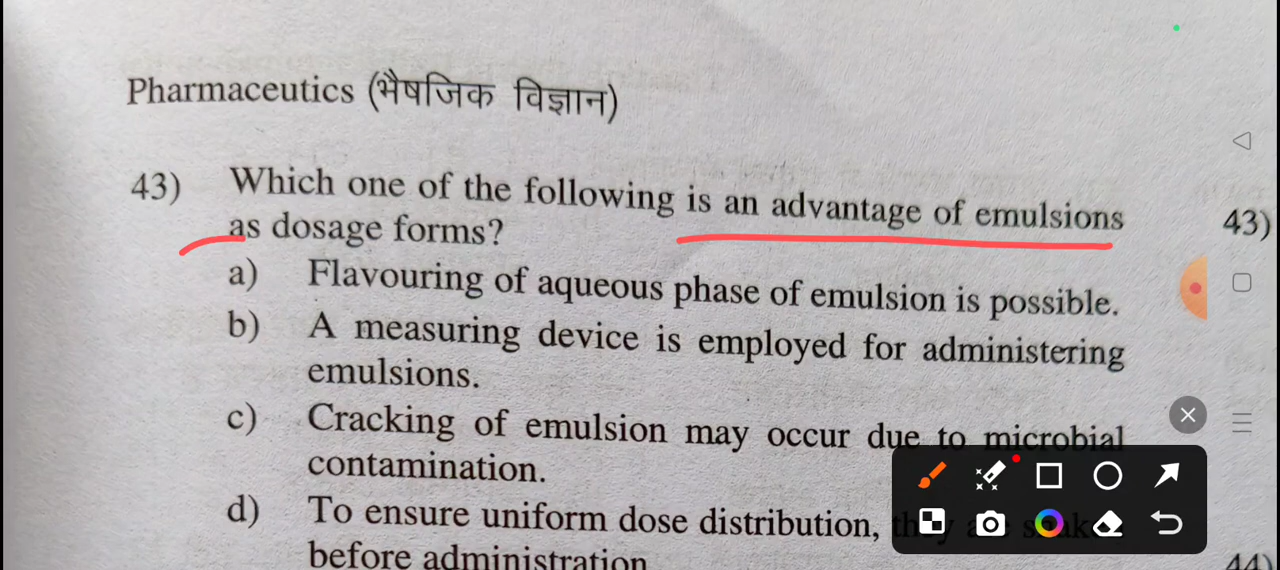 Pharmaceutics (भैषजिक विज्ञान)
43) Which one of the following is an advantage of emulsions
as dosage forms?
a) Flavouring of aqueous phase of emulsion is possible.
b) A measuring device is employed for administering
emulsions.
c) Cracking of emulsion may occur due to microbial
contamination.
d) To ensure uniform dose distribution,
before administration
43)
44)